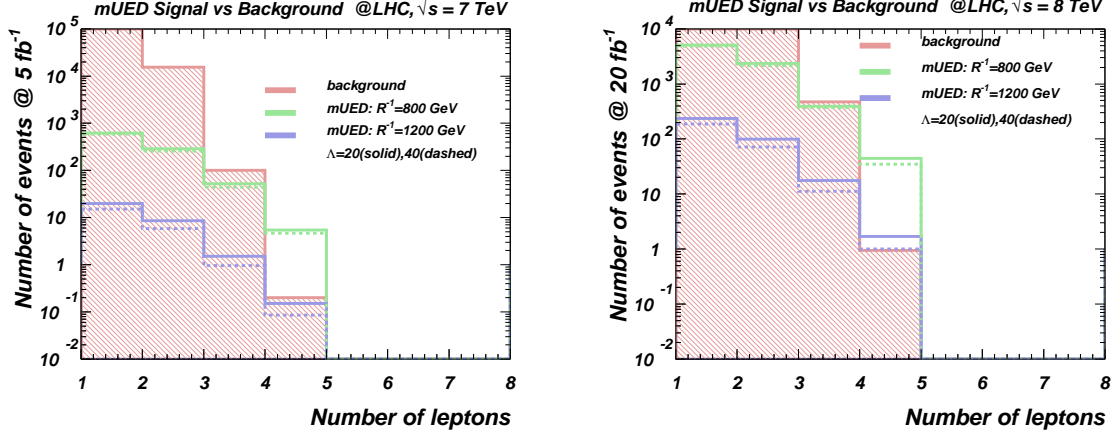 mUED Signal vs Background @LHC, √s = 7 TeV
Number of events @ 5 fb⁻¹
10⁵
10⁴
10³
10²
10
1
10⁻¹
10⁻²
background
mUED: R⁻¹=800 GeV
mUED: R⁻¹=1200 GeV
Λ=20(solid),40(dashed)
1 2 3 4 5 6 7 8
Number of leptons
mUED Signal vs Background @LHC, √s = 8 TeV
Number of events @ 20 fb⁻¹
10⁴
10³
10²
10
1
10⁻¹
10⁻²
background
mUED: R⁻¹=800 GeV
mUED: R⁻¹=1200 GeV
Λ=20(solid),40(dashed)
1 2 3 4 5 6 7 8
Number of leptons